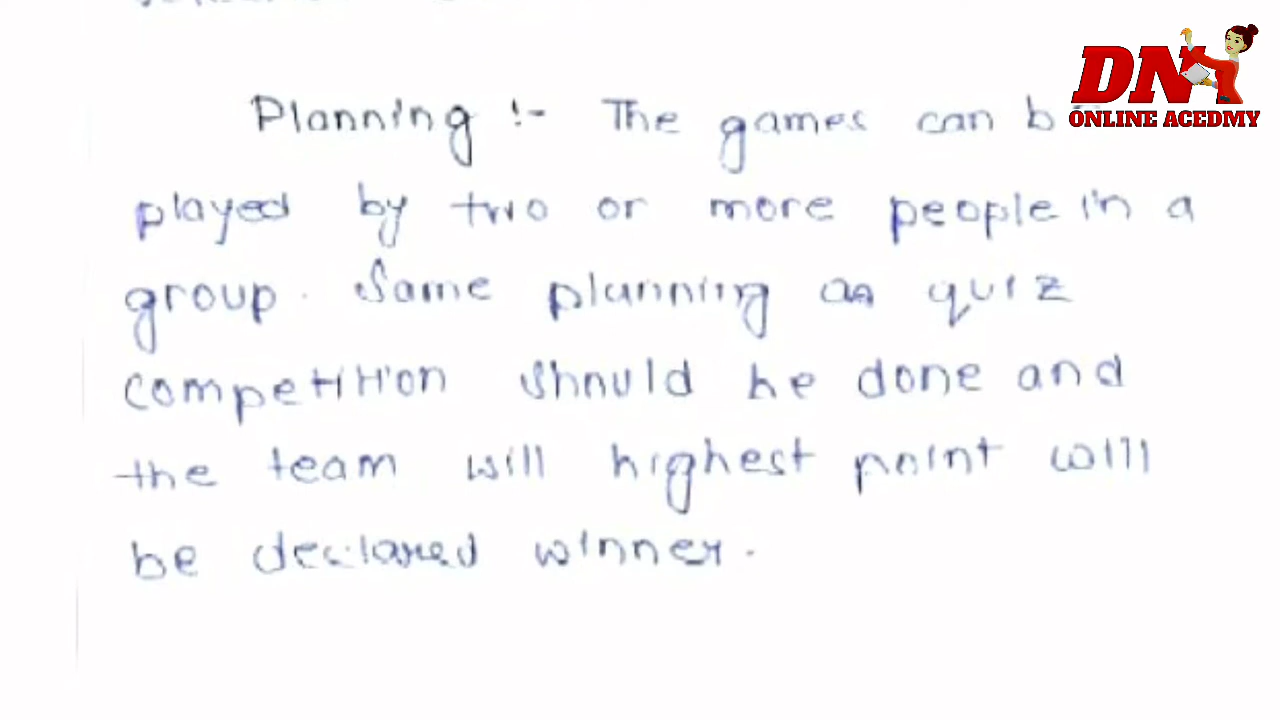 DN
ONLINE ACEDMY
Planning :- The games can b
played by two or more people in a
group. Same planning as quiz
competition should be done and
the team will highest point will
be declared winner.